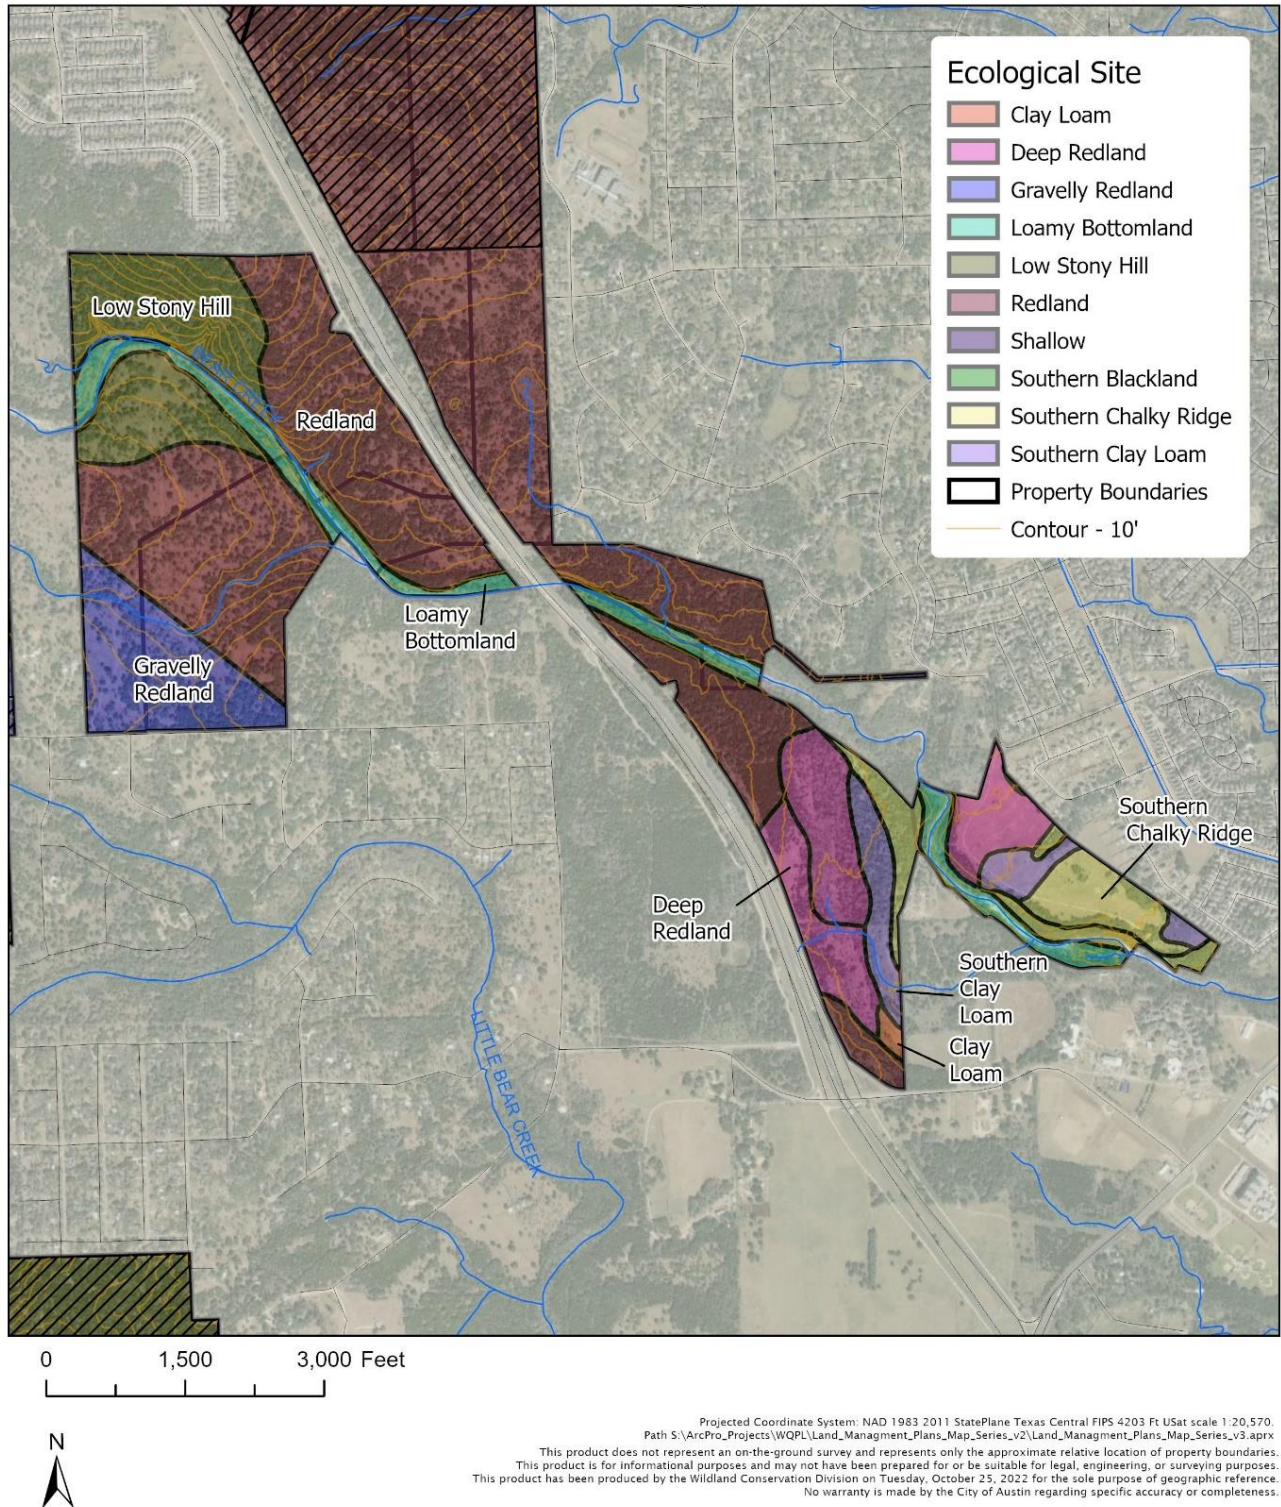 Ecological Site
Clay Loam
Deep Redland
Gravelly Redland
Loamy Bottomland
Low Stony Hill
Redland
Shallow
Southern Blackland
Southern Chalky Ridge
Southern Clay Loam
Property Boundaries
Contour - 10'
Low Stony Hill
BEAR CREEK
Redland
Loamy
Bottomland
Gravelly
Redland
Southern
Chalky Ridge
Deep
Redland
Southern
Clay
Loam
Clay
Loam
LITTLE BEAR CREEK
0 1,500 3,000 Feet
N
Projected Coordinate System: NAD 1983 2011 StatePlane Texas Central FIPS 4203 Ft USat scale 1:20,570.
Path S:\ArcPro_Projects\WQPL\Land_Managment_Plans_Map_Series_v2\Land_Managment_Plans_Map_Series_v3.aprx
This product does not represent an on-the-ground survey and represents only the approximate relative location of property boundaries.
This product is for informational purposes and may not have been prepared for or be suitable for legal, engineering, or surveying purposes.
This product has been produced by the Wildland Conservation Division on Tuesday, October 25, 2022 for the sole purpose of geographic reference.
No warranty is made by the City of Austin regarding specific accuracy or completeness.